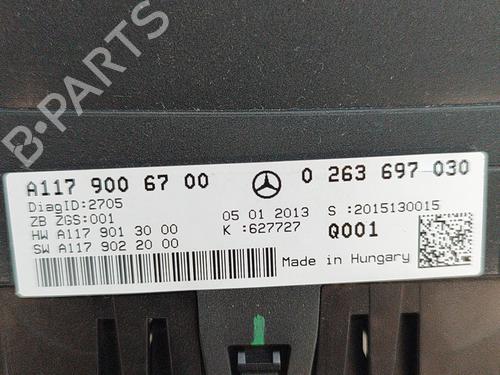 B-PARTS
A117 900 67 00 0 263 697 030
DiagID:2705
ZB ZGS:001 05 01 2013 S :2015130015
HW A117 901 30 00 K :627727 Q001
SW A117 902 20 00
Made in Hungary